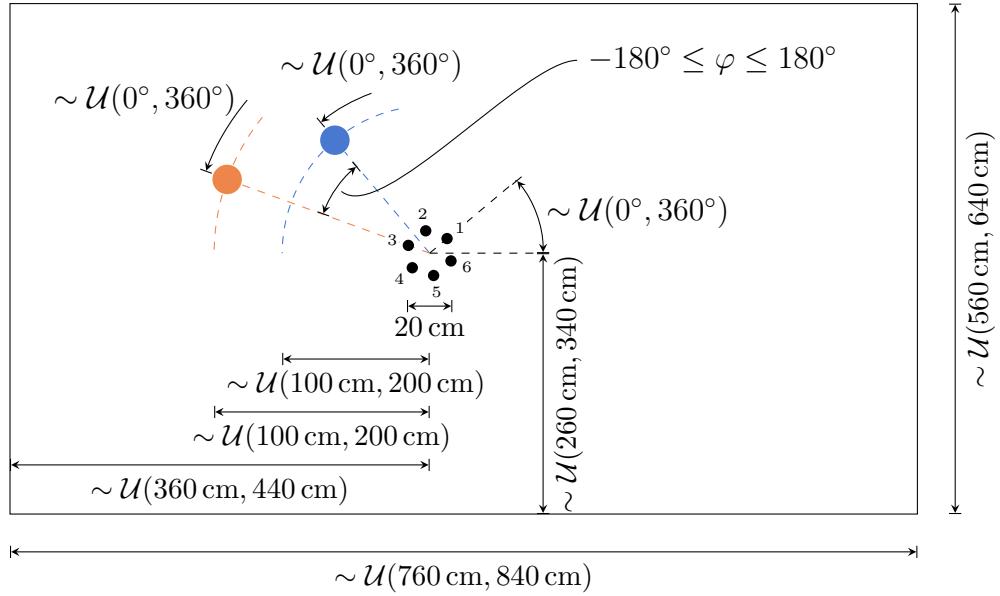 ∼ U(0°, 360°)
−180° ≤ φ ≤ 180°
∼ U(0°, 360°)
2
1
3
6
4
5
∼ U(0°, 360°)
20 cm
∼ U(100 cm, 200 cm)
∼ U(100 cm, 200 cm)
∼ U(360 cm, 440 cm)
∼ U(260 cm, 340 cm)
∼ U(560 cm, 640 cm)
∼ U(760 cm, 840 cm)